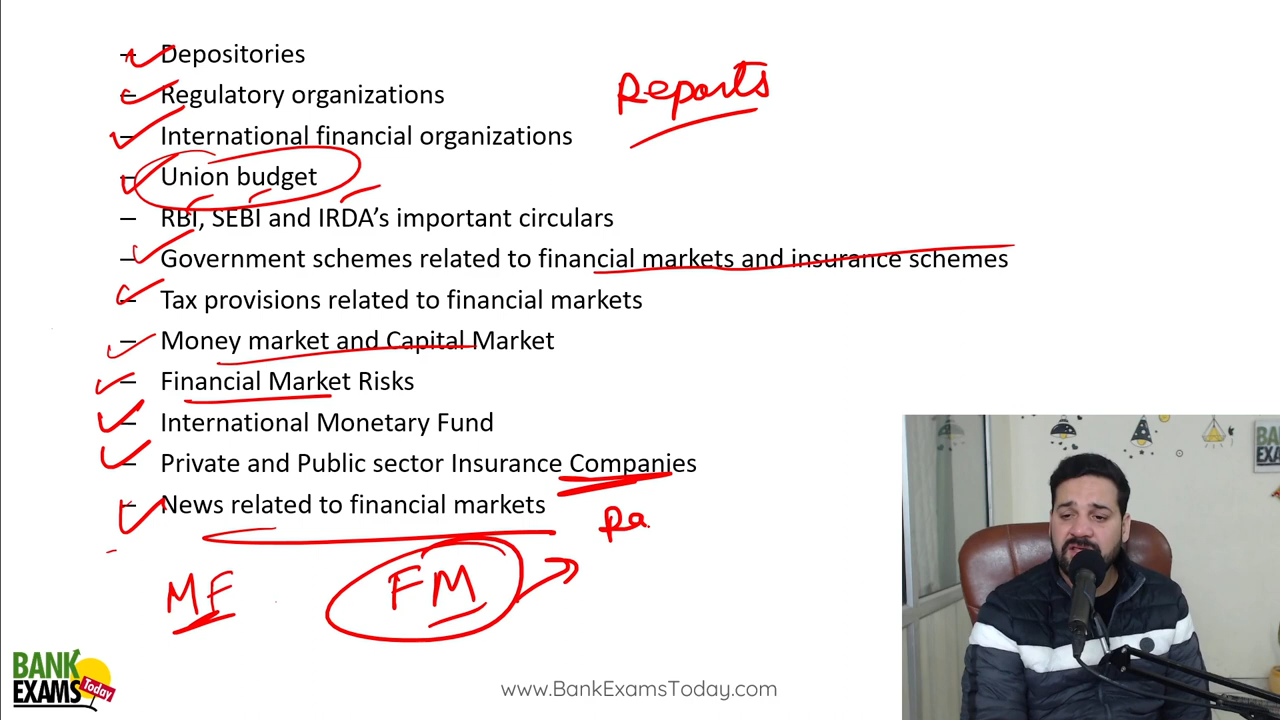 Depositories
Reports
Regulatory organizations
International financial organizations
Union budget
RBI, SEBI and IRDA's important circulars
Government schemes related to financial markets and insurance schemes
Tax provisions related to financial markets
Money market and Capital Market
Financial Market Risks
International Monetary Fund
Private and Public sector Insurance Companies
News related to financial markets
Ra
MF
FM
BANK
EXAMS
Today
www.BankExamsToday.com